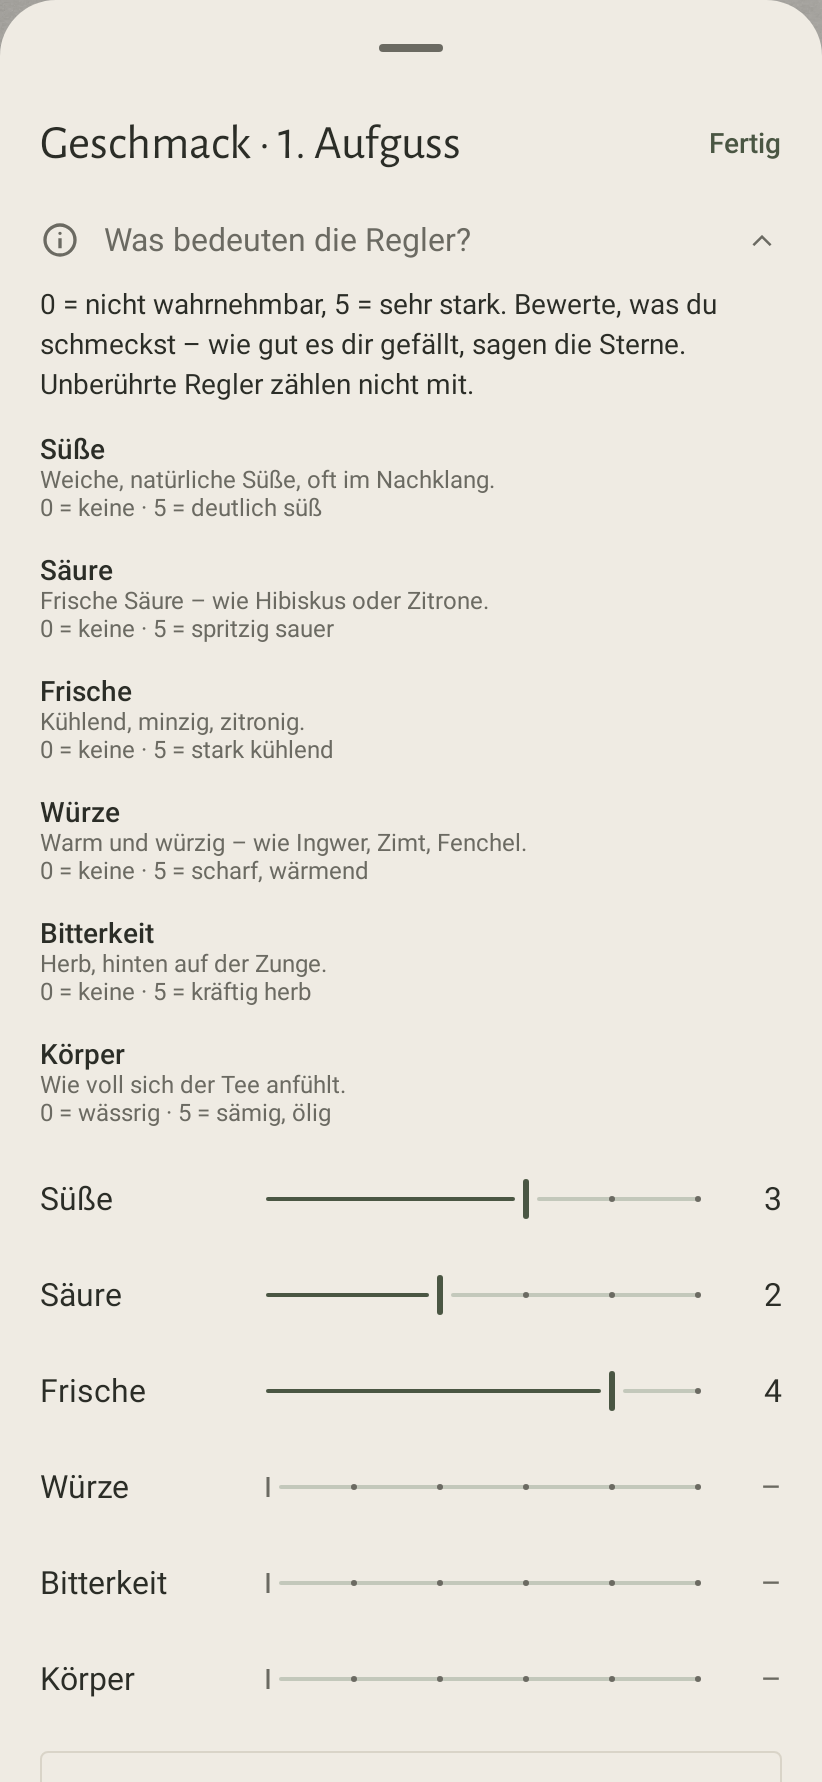 Geschmack · 1. Aufguss
Fertig
Was bedeuten die Regler?
0 = nicht wahrnehmbar, 5 = sehr stark. Bewerte, was du
schmeckst – wie gut es dir gefällt, sagen die Sterne.
Unberührte Regler zählen nicht mit.
Süße
Weiche, natürliche Süße, oft im Nachklang.
0 = keine · 5 = deutlich süß
Säure
Frische Säure – wie Hibiskus oder Zitrone.
0 = keine · 5 = spritzig sauer
Frische
Kühlend, minzig, zitronig.
0 = keine · 5 = stark kühlend
Würze
Warm und würzig – wie Ingwer, Zimt, Fenchel.
0 = keine · 5 = scharf, wärmend
Bitterkeit
Herb, hinten auf der Zunge.
0 = keine · 5 = kräftig herb
Körper
Wie voll sich der Tee anfühlt.
0 = wässrig · 5 = sämig, ölig
Süße 3
Säure 2
Frische 4
Würze –
Bitterkeit –
Körper –